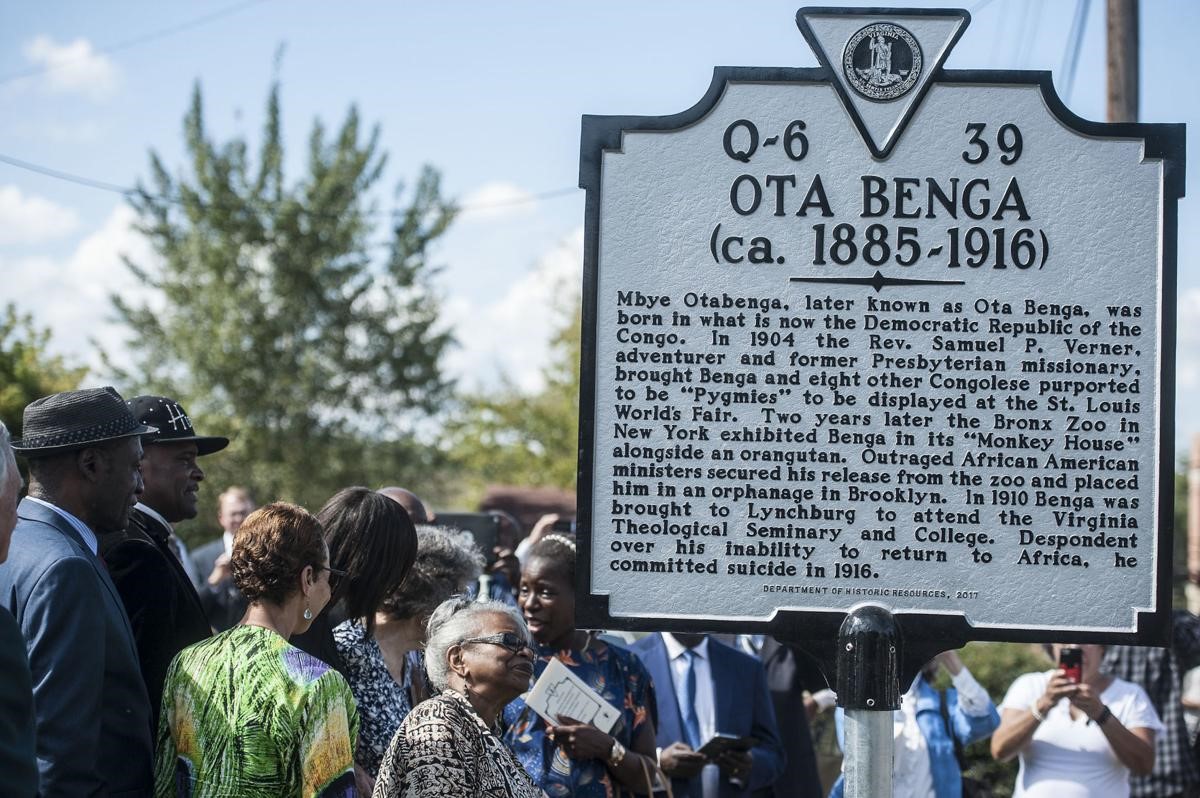 VIRGINIA
Q-6 39
OTA BENGA
(ca. 1885-1916)
Mbye Otabenga, later known as Ota Benga, was
born in what is now the Democratic Republic of the
Congo. In 1904 the Rev. Samuel P. Verner,
adventurer and former Presbyterian missionary,
brought Benga and eight other Congolese purported
to be “Pygmies” to be displayed at the St. Louis
World's Fair. Two years later the Bronx Zoo in
New York exhibited Benga in its “Monkey House”
alongside an orangutan. Outraged African American
ministers secured his release from the zoo and placed
him in an orphanage in Brooklyn. In 1910 Benga was
brought to Lynchburg to attend the Virginia
Theological Seminary and College. Despondent
over his inability to return to Africa, he
committed suicide in 1916.
DEPARTMENT OF HISTORIC RESOURCES, 2017